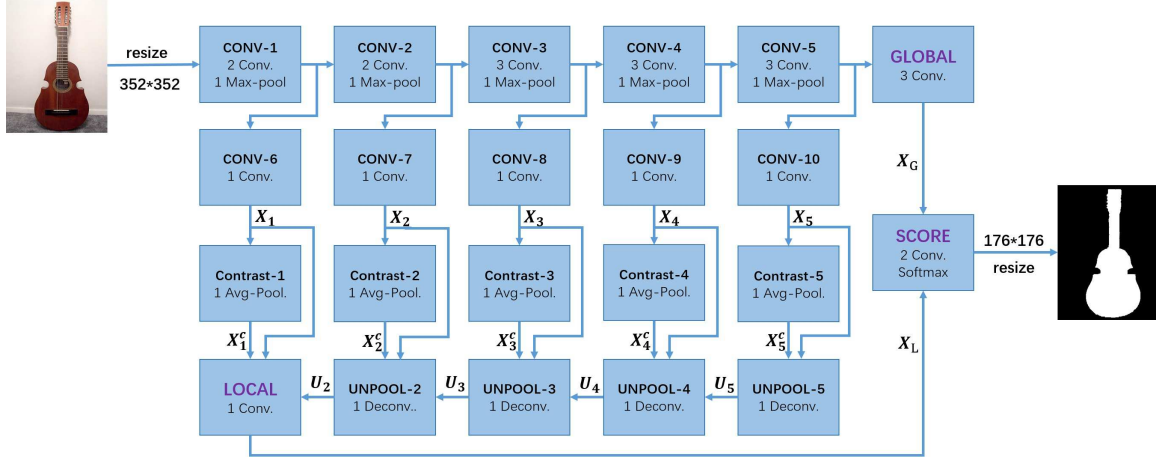 resize
352*352
CONV-1
2 Conv.
1 Max-pool
CONV-2
2 Conv.
1 Max-pool
CONV-3
3 Conv.
1 Max-pool
CONV-4
3 Conv.
1 Max-pool
CONV-5
3 Conv.
1 Max-pool
GLOBAL
3 Conv.
CONV-6
1 Conv.
CONV-7
1 Conv.
CONV-8
1 Conv.
CONV-9
1 Conv.
CONV-10
1 Conv.
X_G
X_1
X_2
X_3
X_4
X_5
SCORE
2 Conv.
Softmax
176*176
resize
Contrast-1
1 Avg-Pool.
Contrast-2
1 Avg-Pool.
Contrast-3
1 Avg-Pool.
Contrast-4
1 Avg-Pool.
Contrast-5
1 Avg-Pool.
X_1^c
X_2^c
X_3^c
X_4^c
X_5^c
X_L
LOCAL
1 Conv.
U_2
UNPOOL-2
1 Deconv..
U_3
UNPOOL-3
1 Deconv.
U_4
UNPOOL-4
1 Deconv.
U_5
UNPOOL-5
1 Deconv.